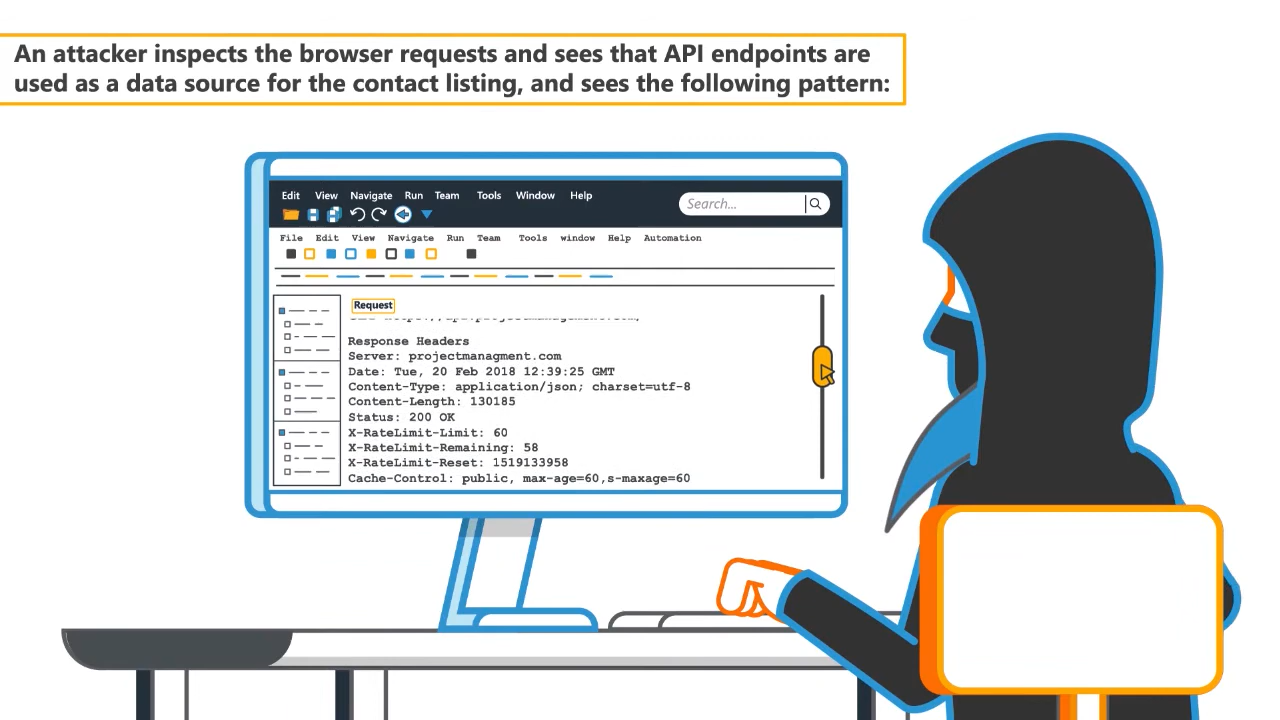 An attacker inspects the browser requests and sees that API endpoints are
used as a data source for the contact listing, and sees the following pattern:
Edit View Navigate Run Team Tools Window Help
Search...
File Edit View Navigate Run Team Tools window Help Automation
Request
Response Headers
Server: projectmanagment.com
Date: Tue, 20 Feb 2018 12:39:25 GMT
Content-Type: application/json; charset=utf-8
Content-Length: 130185
Status: 200 OK
X-RateLimit-Limit: 60
X-RateLimit-Remaining: 58
X-RateLimit-Reset: 1519133958
Cache-Control: public, max-age=60,s-maxage=60